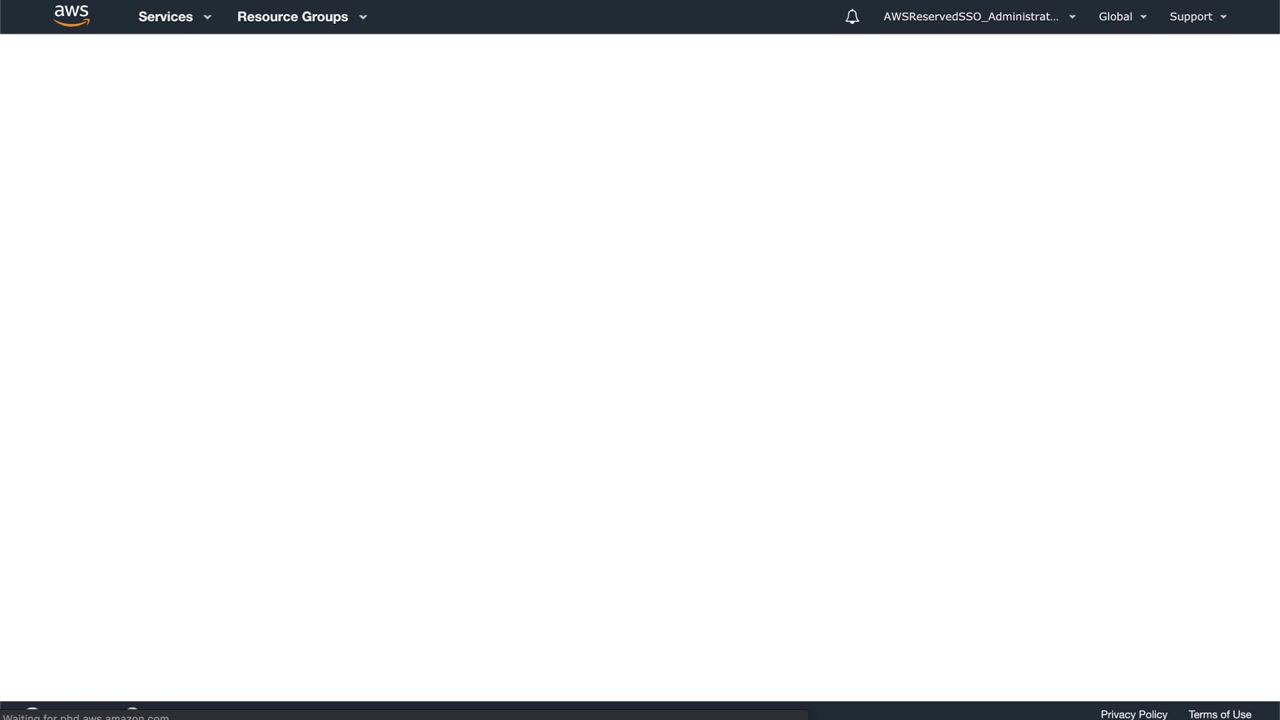 aws Services Resource Groups AWSReservedSSO_Administrat... Global Support
Waiting for phd.aws.amazon.com...
Privacy Policy Terms of Use